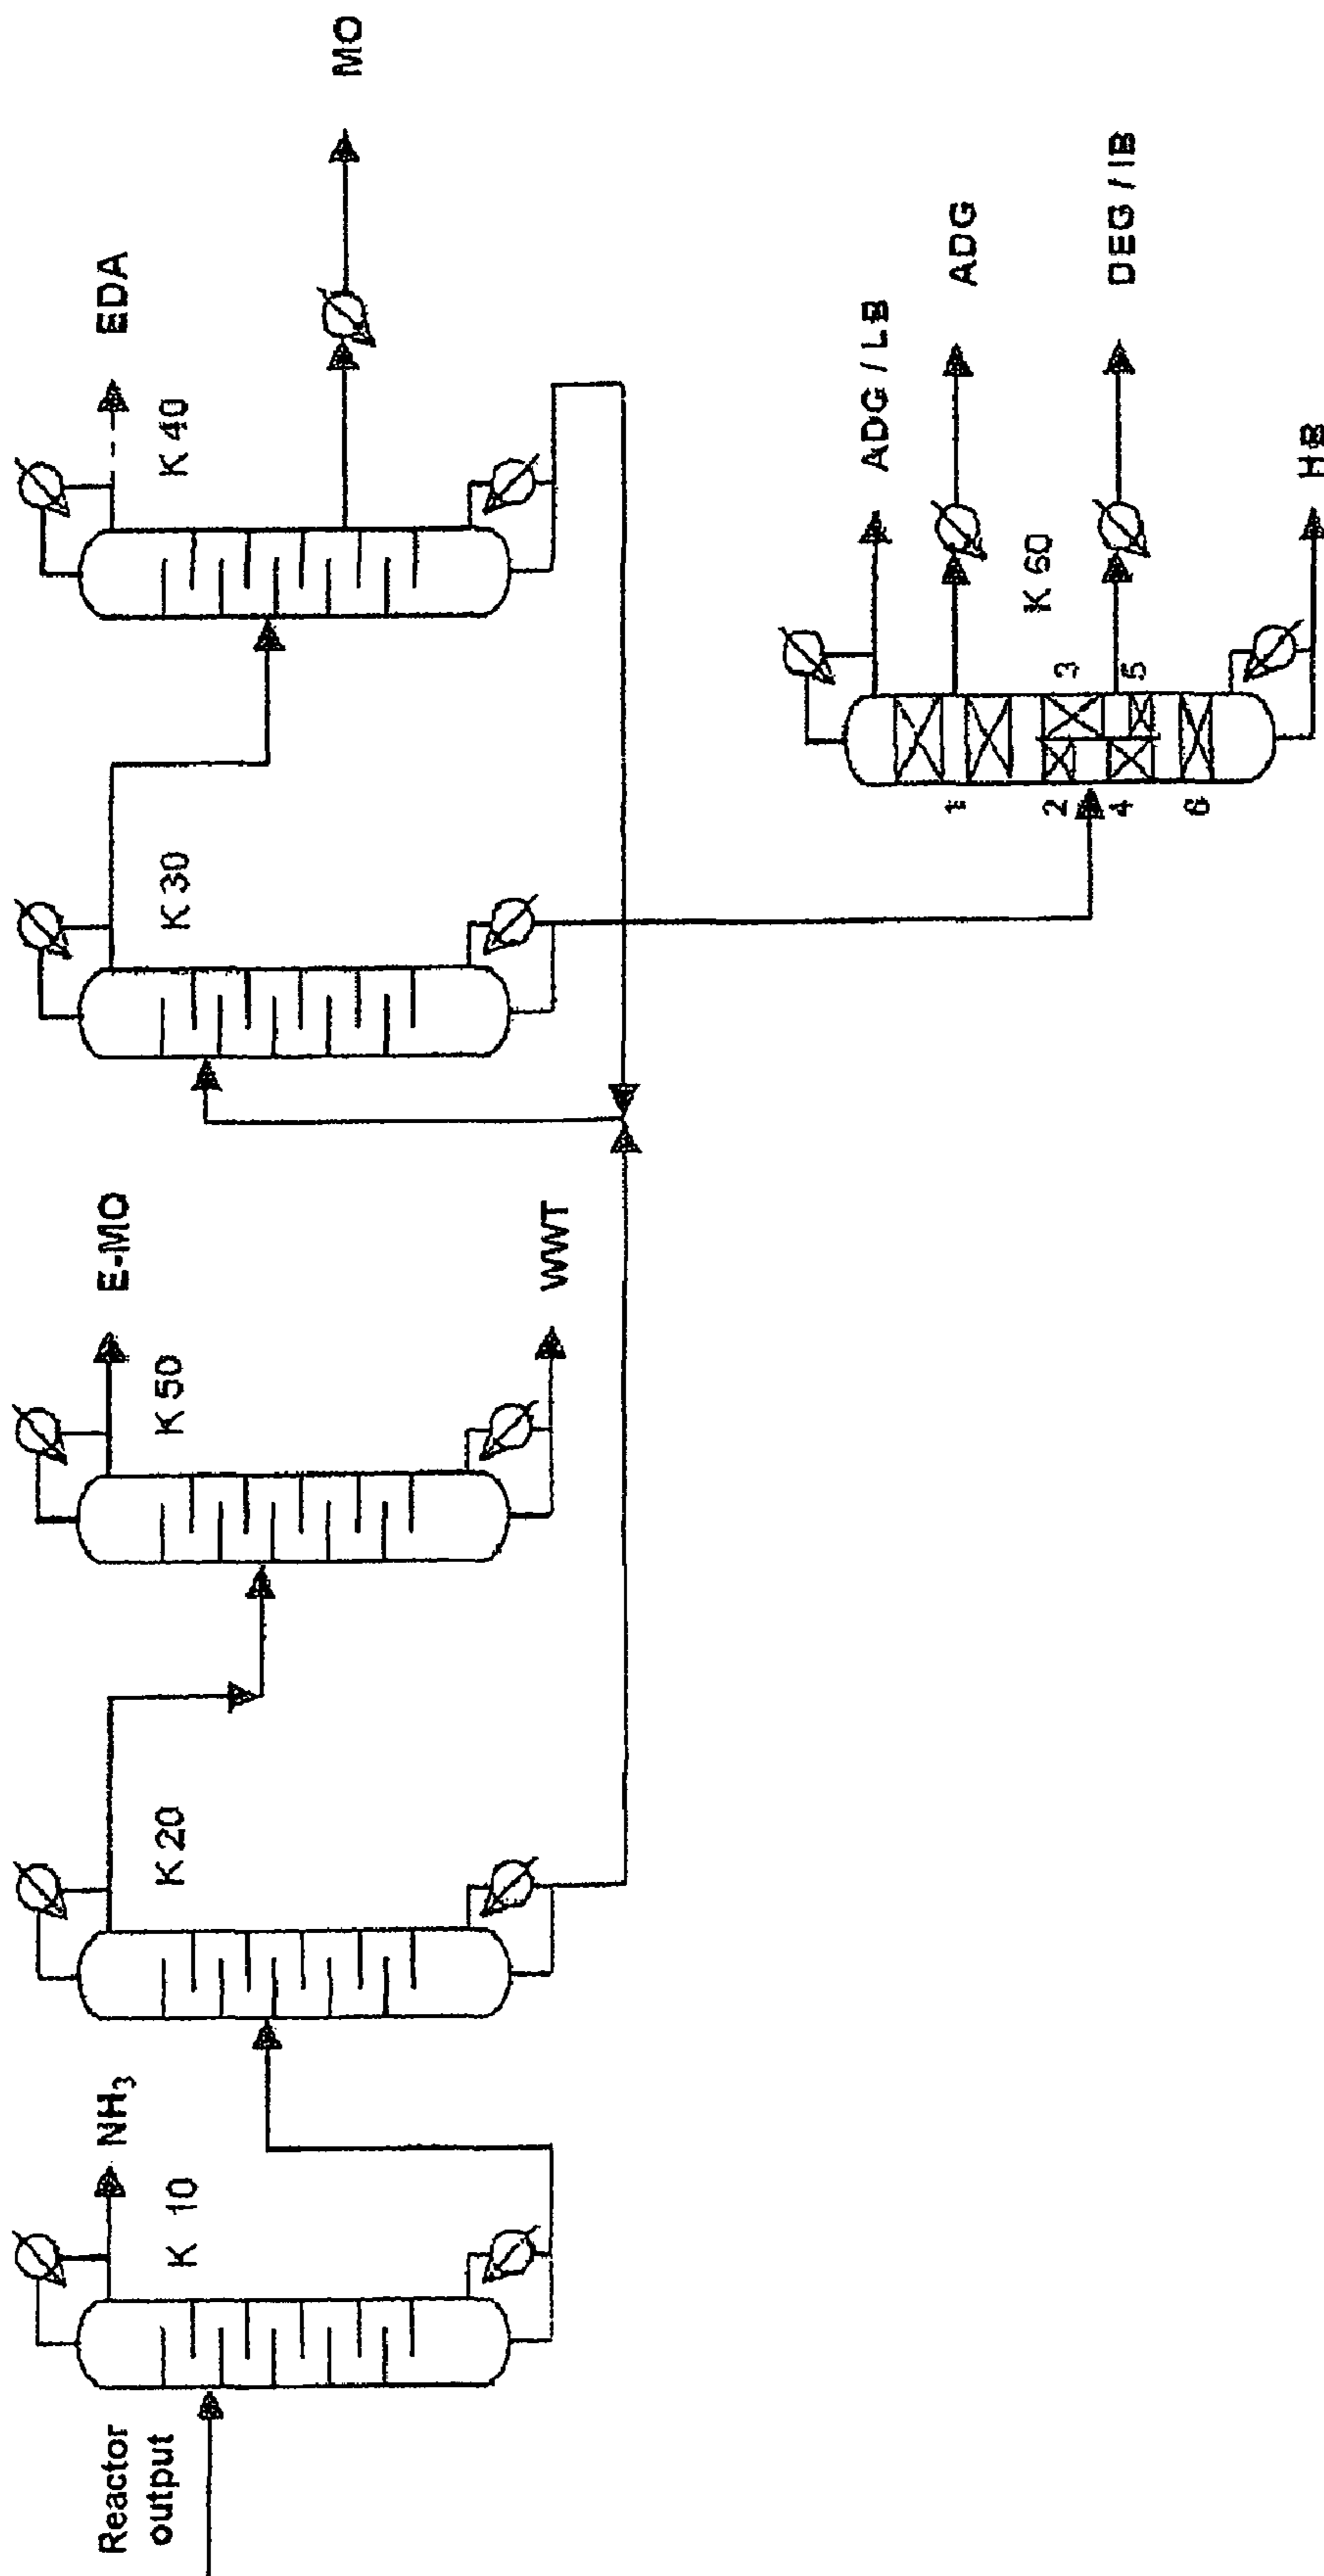 Reactor
output
NH₃
K 10
K 20
E-MO
K 50
WWT
K 30
EDA
K 40
MO
ADG / LB
ADG
K 60
DEG / IB
HB
1
2
3
4
5
6